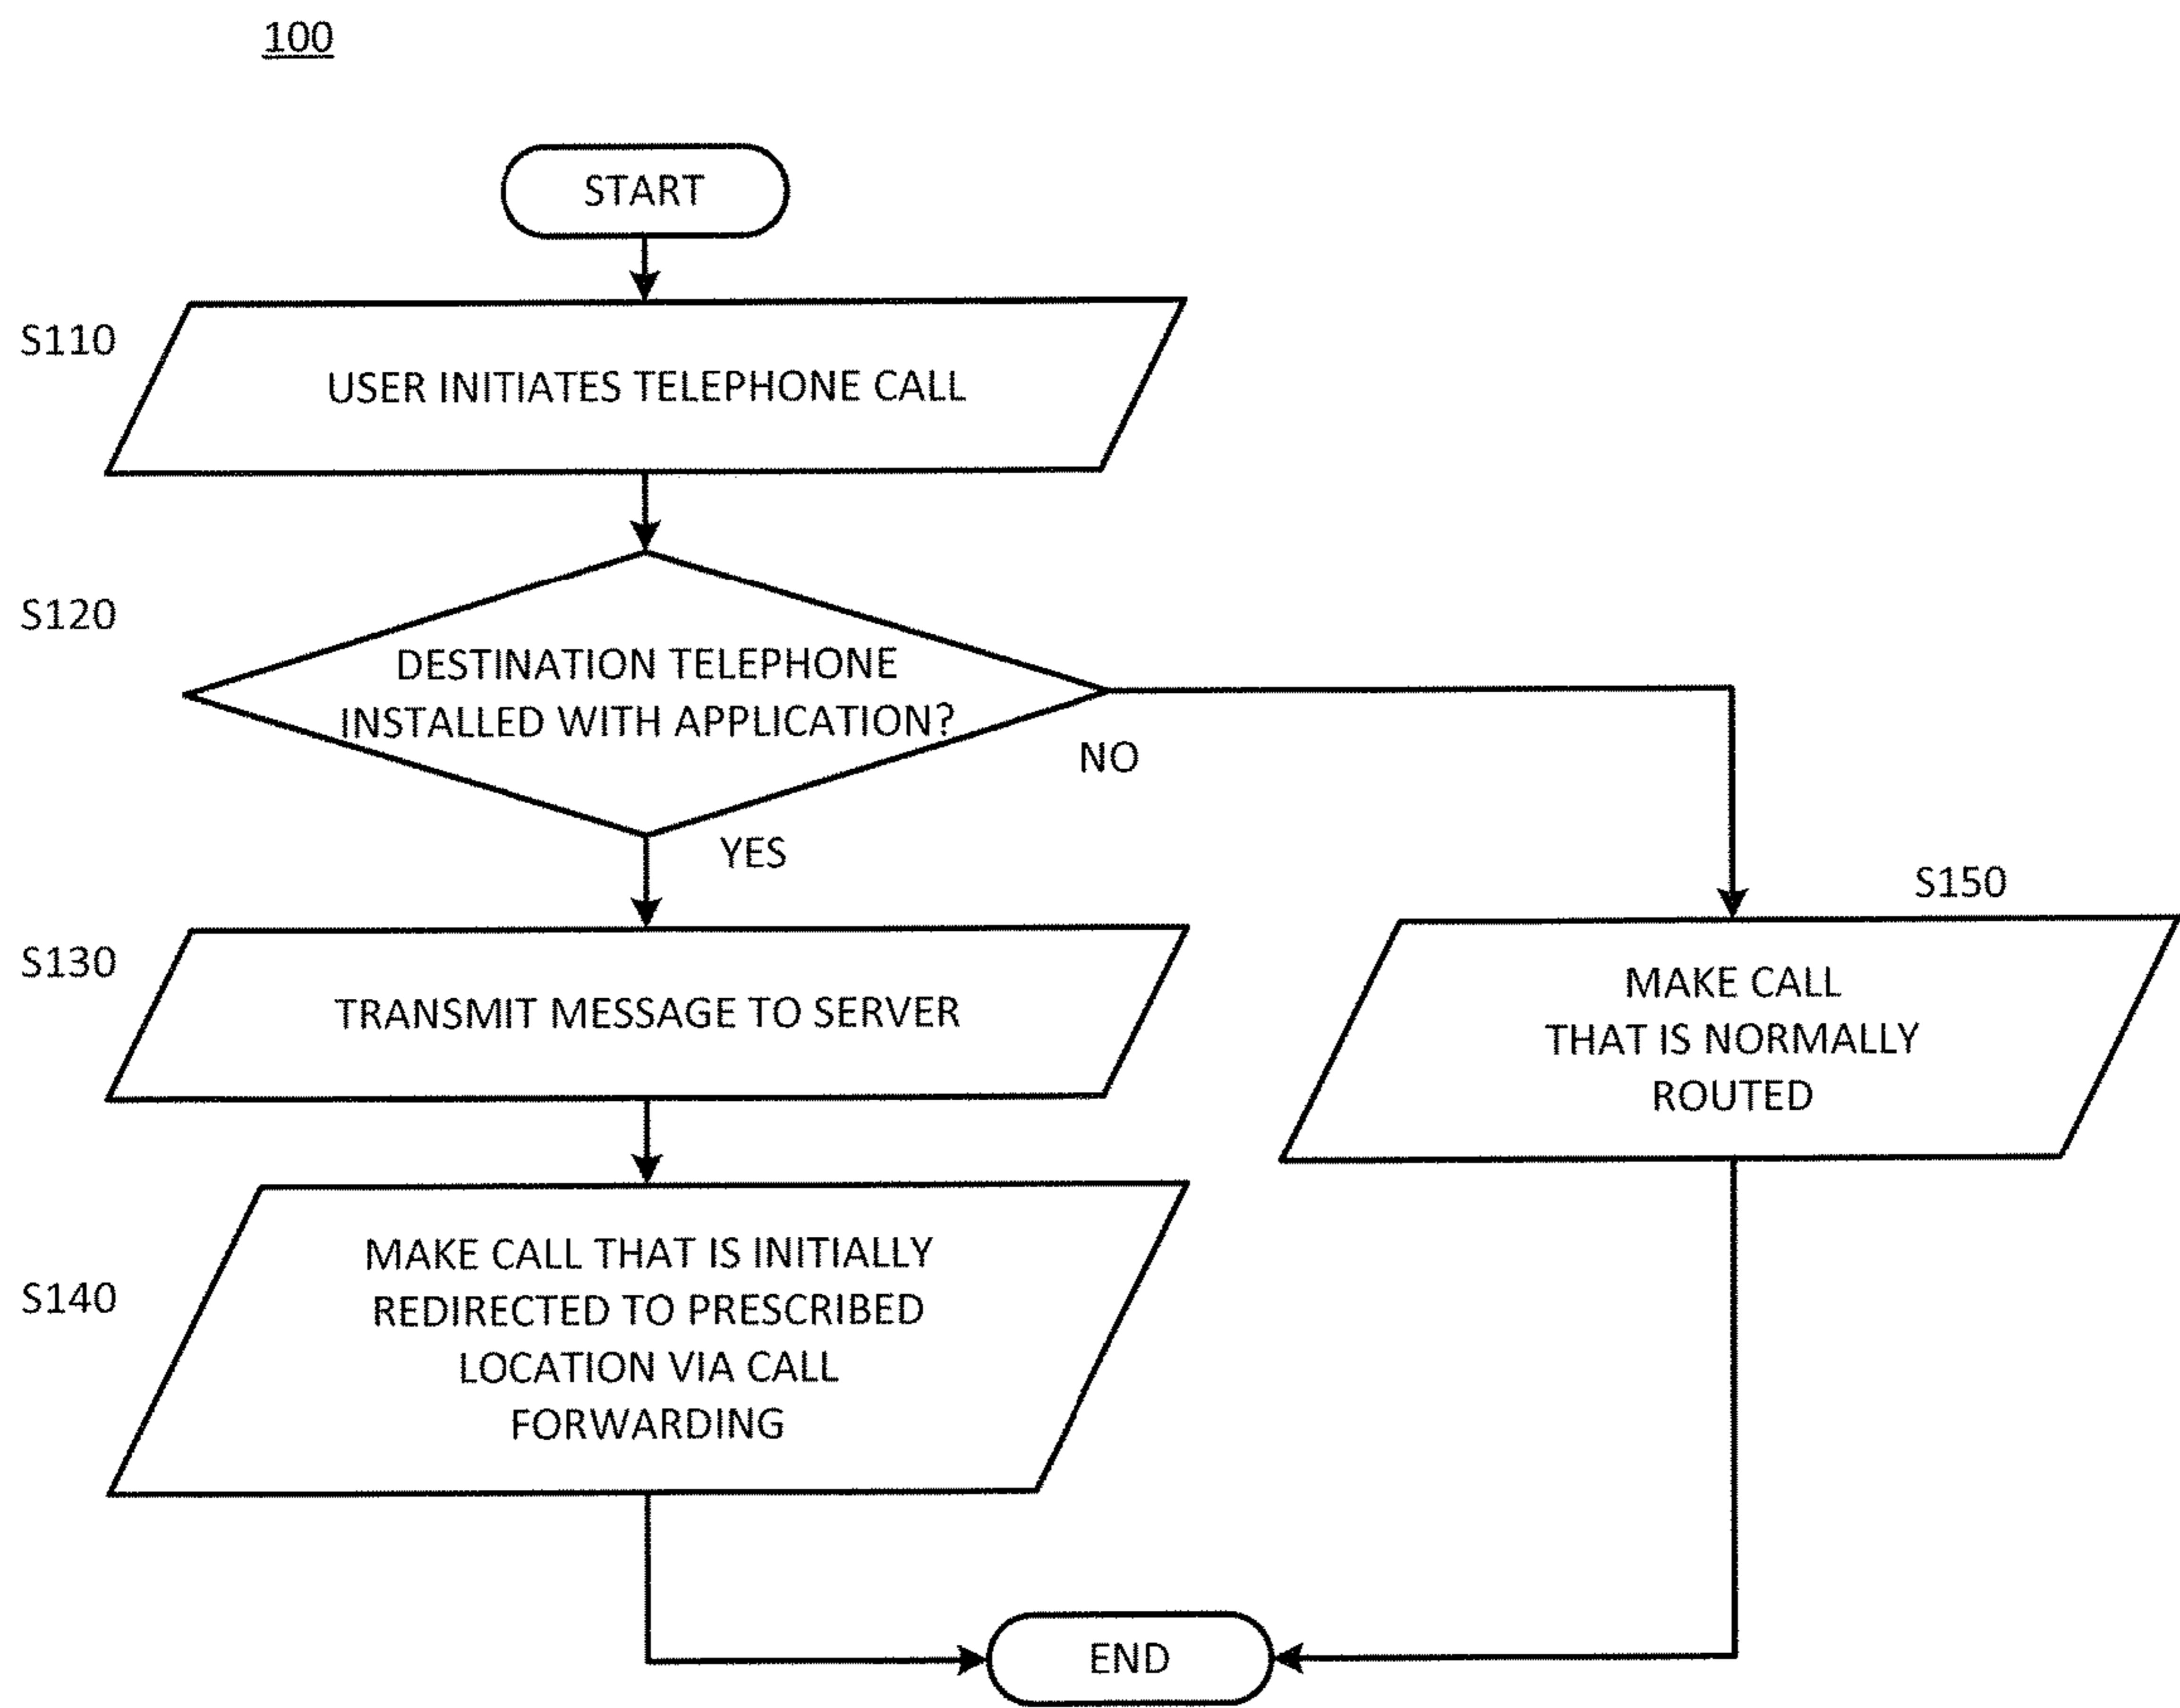 100
START
S110
USER INITIATES TELEPHONE CALL
S120
DESTINATION TELEPHONE
INSTALLED WITH APPLICATION?
NO
YES
S130
TRANSMIT MESSAGE TO SERVER
S150
MAKE CALL
THAT IS NORMALLY
ROUTED
S140
MAKE CALL THAT IS INITIALLY
REDIRECTED TO PRESCRIBED
LOCATION VIA CALL
FORWARDING
END